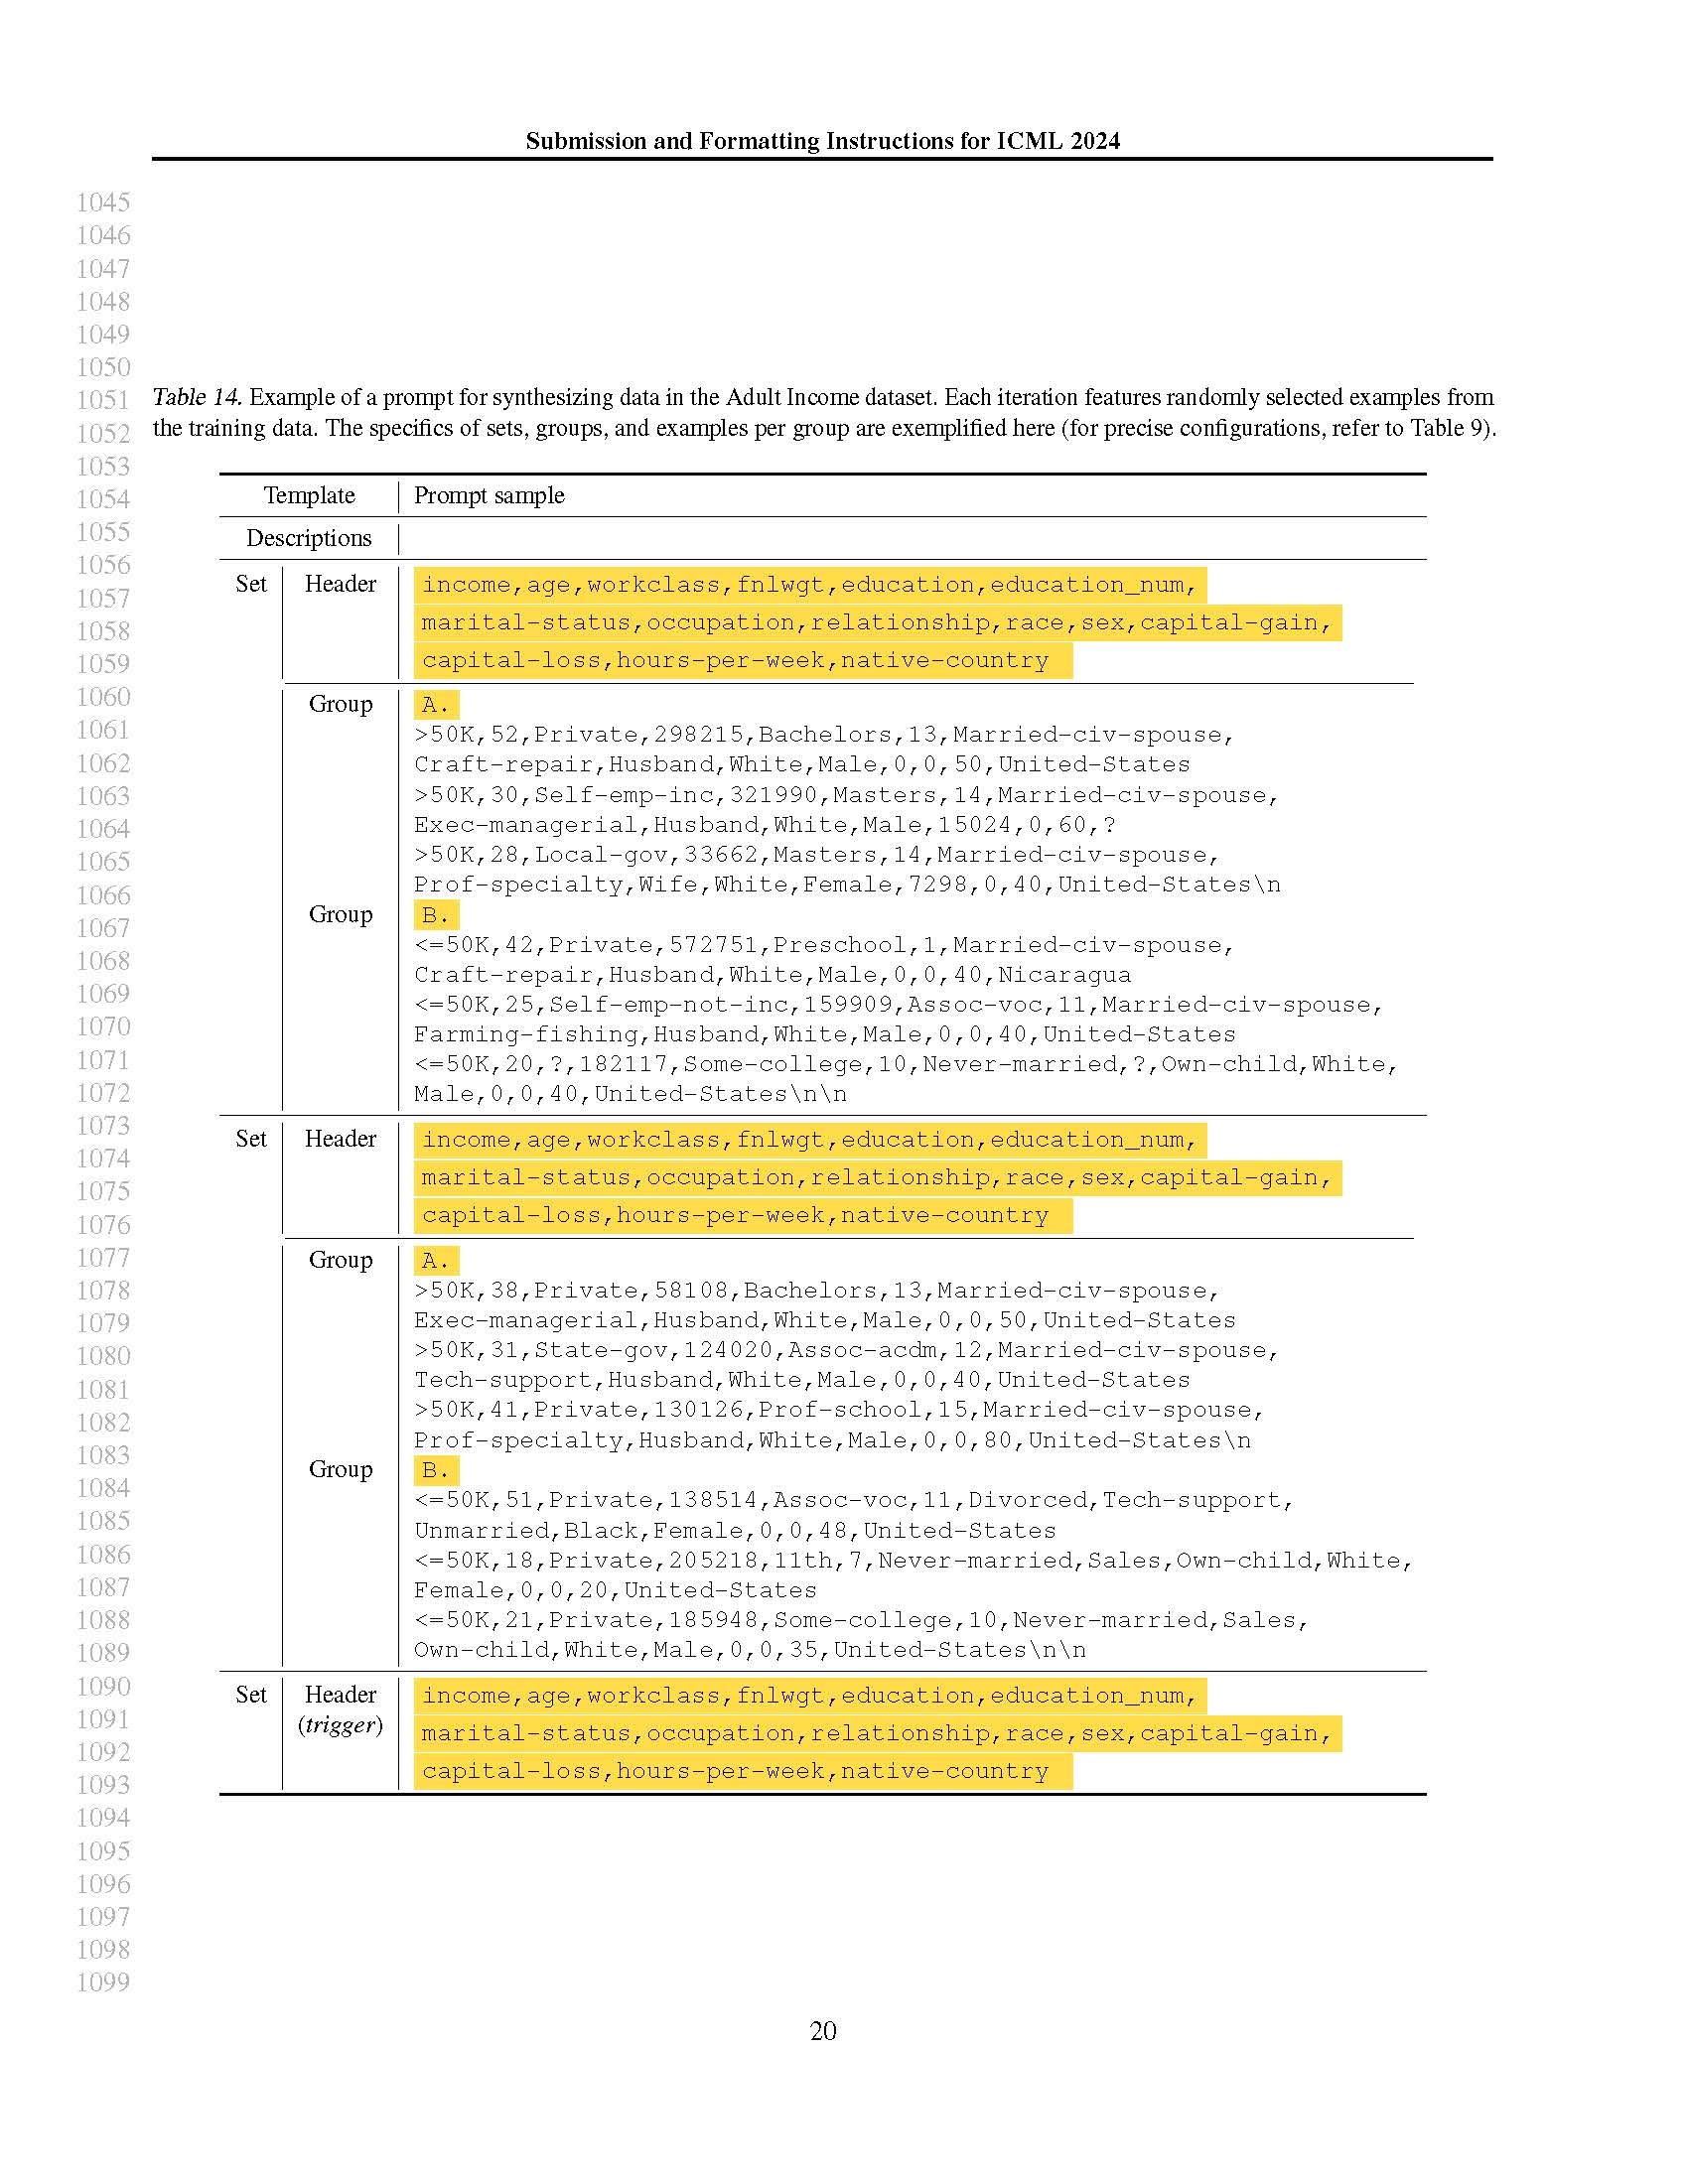 Submission and Formatting Instructions for ICML 2024
1045
1046
1047
1048
1049
1050
1051
1052
1053
1054
1055
1056
1057
1058
1059
1060
1061
1062
1063
1064
1065
1066
1067
1068
1069
1070
1071
1072
1073
1074
1075
1076
1077
1078
1079
1080
1081
1082
1083
1084
1085
1086
1087
1088
1089
1090
1091
1092
1093
1094
1095
1096
1097
1098
1099
Table 14. Example of a prompt for synthesizing data in the Adult Income dataset. Each iteration features randomly selected examples from
the training data. The specifics of sets, groups, and examples per group are exemplified here (for precise configurations, refer to Table 9).
Template Prompt sample
Descriptions
Set Header income,age,workclass,fnlwgt,education,education_num,
marital-status,occupation,relationship,race,sex,capital-gain,
capital-loss,hours-per-week,native-country
Group A.
>50K,52,Private,298215,Bachelors,13,Married-civ-spouse,
Craft-repair,Husband,White,Male,0,0,50,United-States
>50K,30,Self-emp-inc,321990,Masters,14,Married-civ-spouse,
Exec-managerial,Husband,White,Male,15024,0,60,?
>50K,28,Local-gov,33662,Masters,14,Married-civ-spouse,
Prof-specialty,Wife,White,Female,7298,0,40,United-States\n
Group B.
<=50K,42,Private,572751,Preschool,1,Married-civ-spouse,
Craft-repair,Husband,White,Male,0,0,40,Nicaragua
<=50K,25,Self-emp-not-inc,159909,Assoc-voc,11,Married-civ-spouse,
Farming-fishing,Husband,White,Male,0,0,40,United-States
<=50K,20,?,182117,Some-college,10,Never-married,?,Own-child,White,
Male,0,0,40,United-States\n\n
Set Header income,age,workclass,fnlwgt,education,education_num,
marital-status,occupation,relationship,race,sex,capital-gain,
capital-loss,hours-per-week,native-country
Group A.
>50K,38,Private,58108,Bachelors,13,Married-civ-spouse,
Exec-managerial,Husband,White,Male,0,0,50,United-States
>50K,31,State-gov,124020,Assoc-acdm,12,Married-civ-spouse,
Tech-support,Husband,White,Male,0,0,40,United-States
>50K,41,Private,130126,Prof-school,15,Married-civ-spouse,
Prof-specialty,Husband,White,Male,0,0,80,United-States\n
Group B.
<=50K,51,Private,138514,Assoc-voc,11,Divorced,Tech-support,
Unmarried,Black,Female,0,0,48,United-States
<=50K,18,Private,205218,11th,7,Never-married,Sales,Own-child,White,
Female,0,0,20,United-States
<=50K,21,Private,185948,Some-college,10,Never-married,Sales,
Own-child,White,Male,0,0,35,United-States\n\n
Set Header income,age,workclass,fnlwgt,education,education_num,
(trigger) marital-status,occupation,relationship,race,sex,capital-gain,
capital-loss,hours-per-week,native-country
20